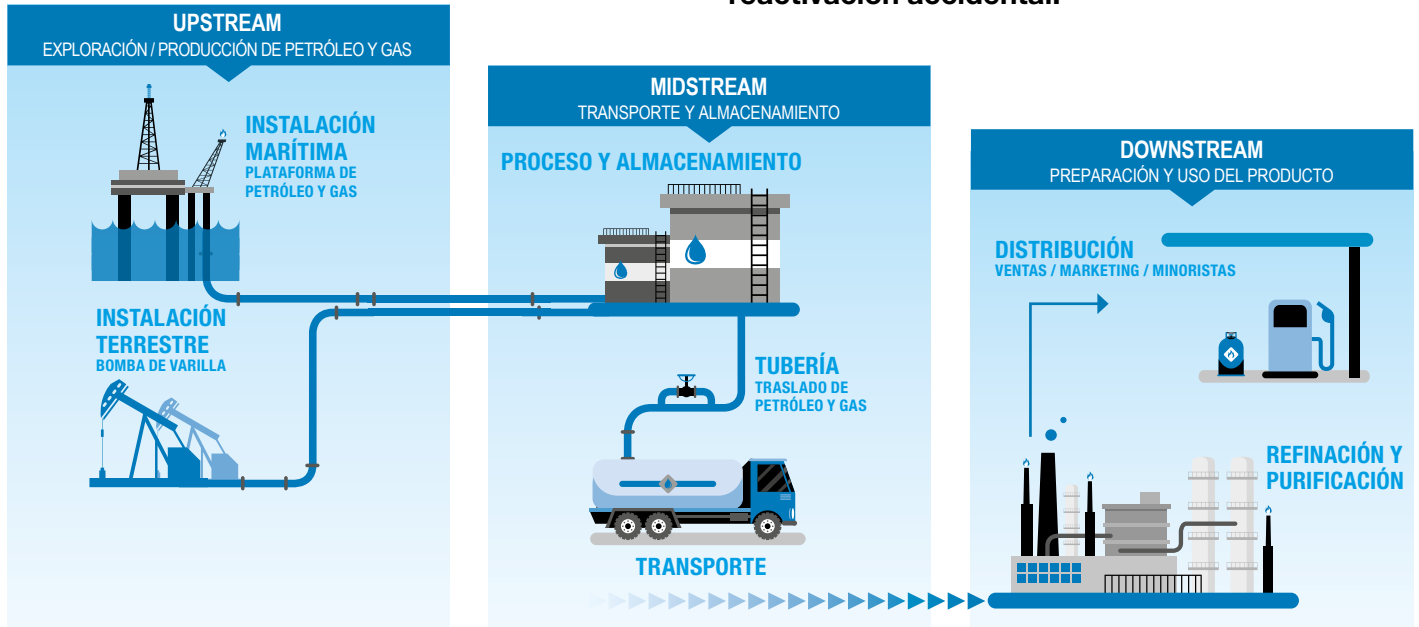 reactivación accidental.
UPSTREAM
EXPLORACIÓN / PRODUCCIÓN DE PETRÓLEO Y GAS
INSTALACIÓN
MARÍTIMA
PLATAFORMA DE
PETRÓLEO Y GAS
INSTALACIÓN
TERRESTRE
BOMBA DE VARILLA
MIDSTREAM
TRANSPORTE Y ALMACENAMIENTO
PROCESO Y ALMACENAMIENTO
TUBERÍA
TRASLADO DE
PETRÓLEO Y GAS
TRANSPORTE
DOWNSTREAM
PREPARACIÓN Y USO DEL PRODUCTO
DISTRIBUCIÓN
VENTAS / MARKETING / MINORISTAS
REFINACIÓN Y
PURIFICACIÓN